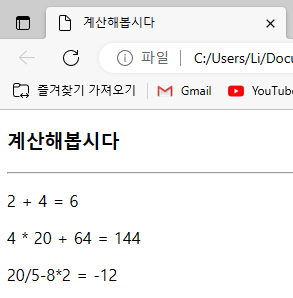 계산해봅시다
파일 C:/Users/Li/Docu
즐겨찾기 가져오기 Gmail YouTube
계산해봅시다
2 + 4 = 6
4 * 20 + 64 = 144
20/5-8*2 = -12